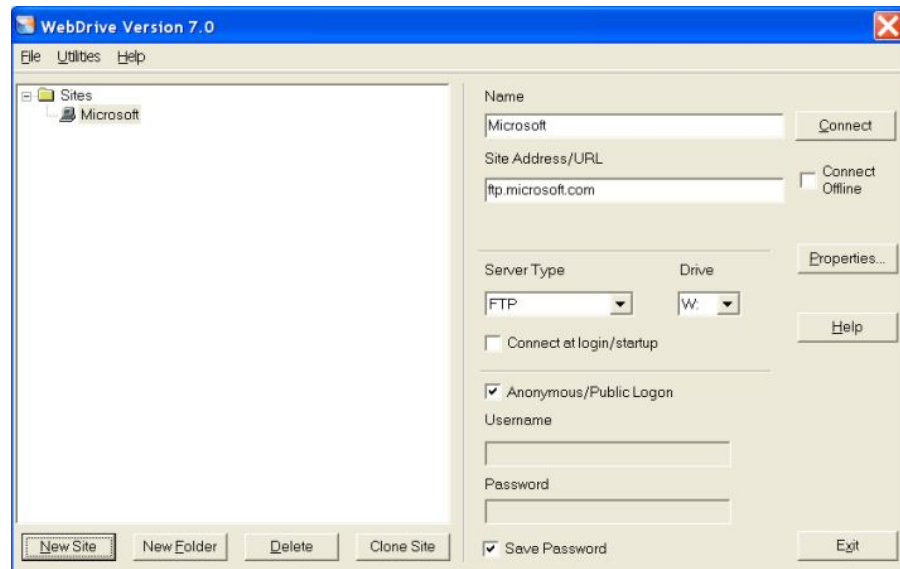 WebDrive Version 7.0
File Utilities Help
Sites
Microsoft
Name
Microsoft
Connect
Site Address/URL
ftp.microsoft.com
Connect
Offline
Properties...
Server Type Drive
FTP W:
Help
Connect at login/startup
Anonymous/Public Logon
Username
Password
New Site New Folder Delete Clone Site
Save Password
Exit